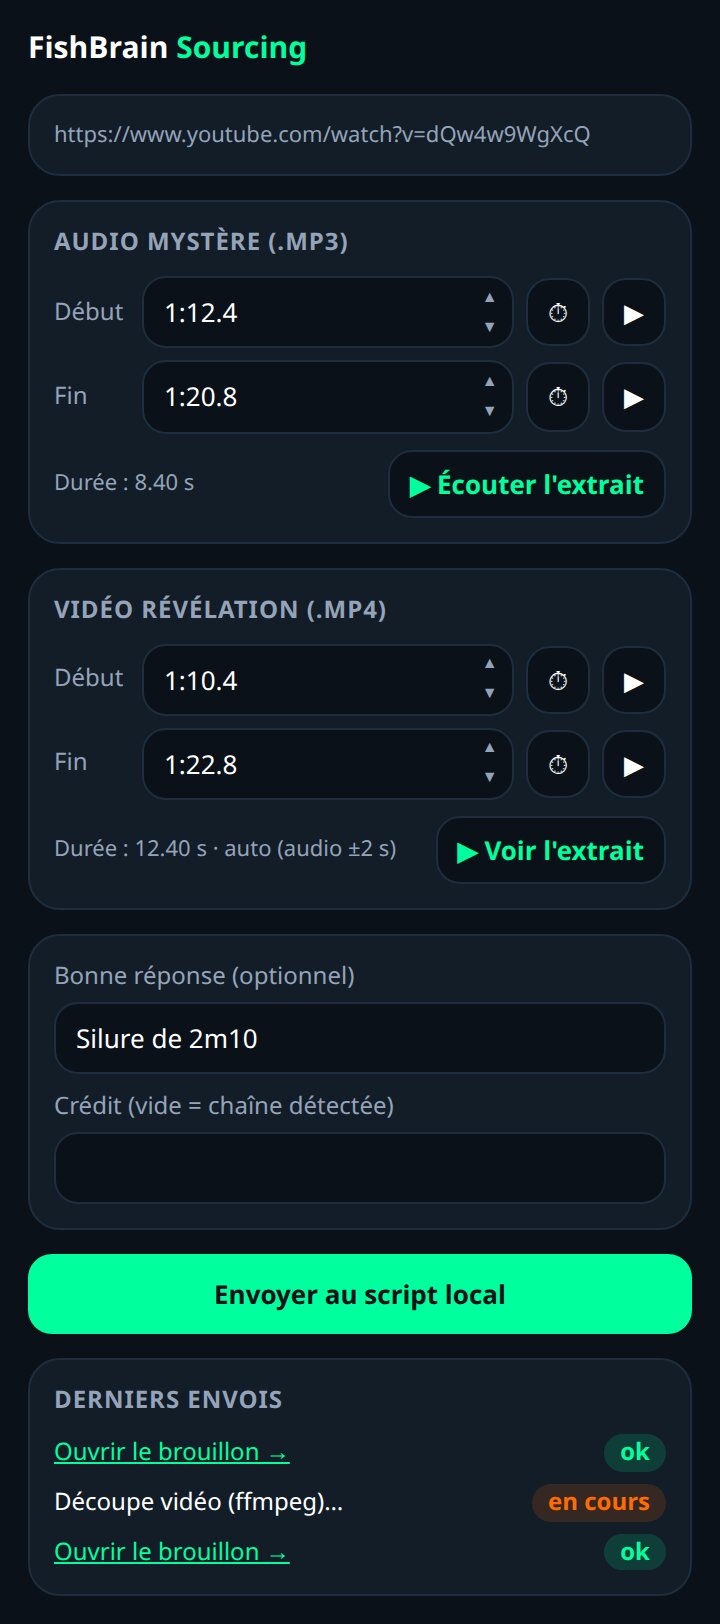 FishBrain Sourcing
https://www.youtube.com/watch?v=dQw4w9WgXcQ
AUDIO MYSTÈRE (.MP3)
Début 1:12.4 ▲ ▼ ⏱ ▶
Fin 1:20.8 ▲ ▼ ⏱ ▶
Durée : 8.40 s ▶ Écouter l'extrait
VIDÉO RÉVÉLATION (.MP4)
Début 1:10.4 ▲ ▼ ⏱ ▶
Fin 1:22.8 ▲ ▼ ⏱ ▶
Durée : 12.40 s · auto (audio ±2 s) ▶ Voir l'extrait
Bonne réponse (optionnel)
Silure de 2m10
Crédit (vide = chaîne détectée)
Envoyer au script local
DERNIERS ENVOIS
Ouvrir le brouillon → ok
Découpe vidéo (ffmpeg)… en cours
Ouvrir le brouillon → ok